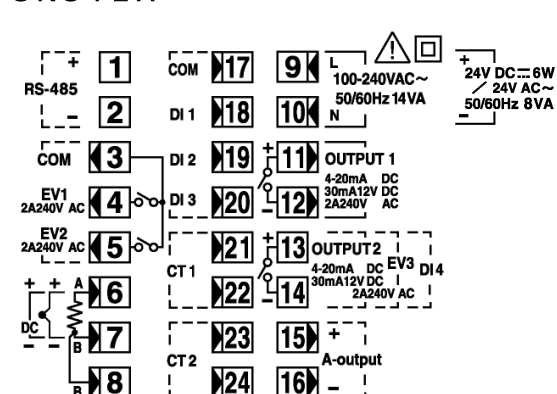 + 1 COM 17 9 L
RS-485 100-240VAC~ 24V DC⎓6W
− 2 DI 1 18 10 N 50/60Hz 14VA / 24V AC~
50/60Hz 8VA
+
−
COM 3 DI 2 19 + 11 OUTPUT 1
EV1 4-20mA DC
2A240V AC 4 DI 3 20 − 12 30mA12V DC
2A240V AC
EV2
2A240V AC 5 21 + 13 OUTPUT2 EV3 DI 4
CT 1 4-20mA DC
+ + A 6 22 − 14 30mA12V DC
2A240V AC
DC
− − B 7 23 15 +
CT 2 A-output
B 8 24 16 −